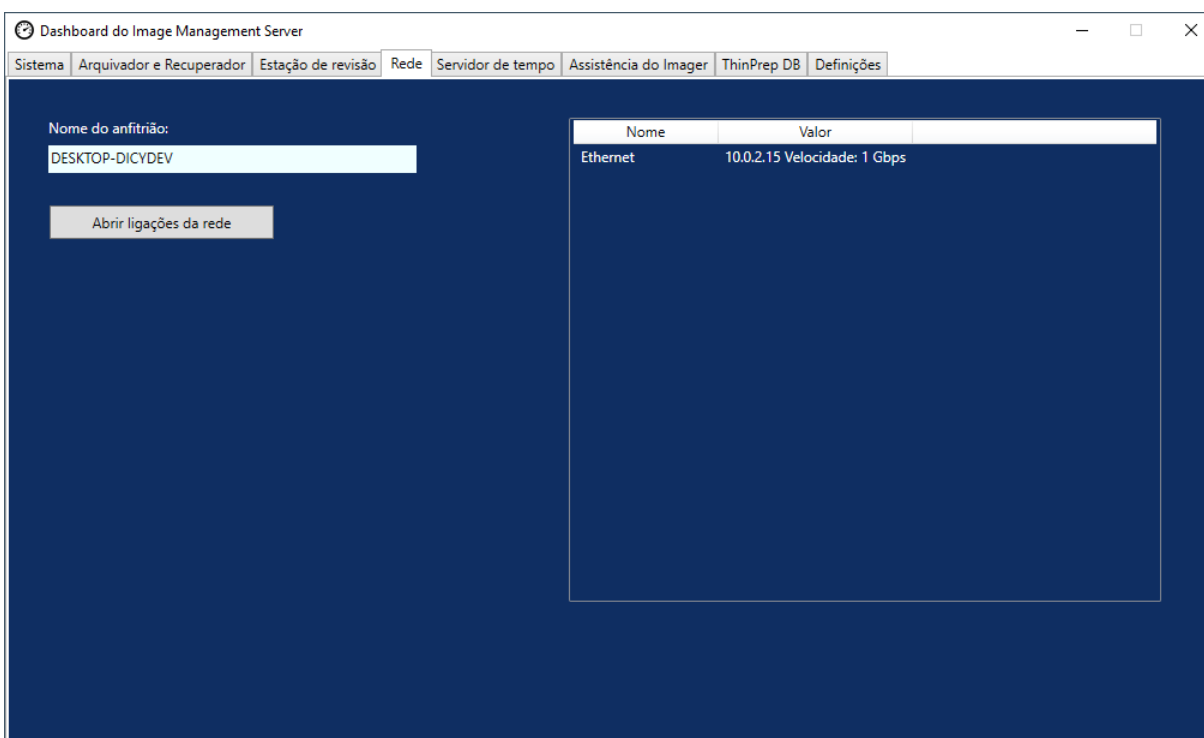 Dashboard do Image Management Server
Sistema Arquivador e Recuperador Estação de revisão Rede Servidor de tempo Assistência do Imager ThinPrep DB Definições
Nome do anfitrião:
DESKTOP-DICYDEV
Abrir ligações da rede
Nome Valor
Ethernet 10.0.2.15 Velocidade: 1 Gbps